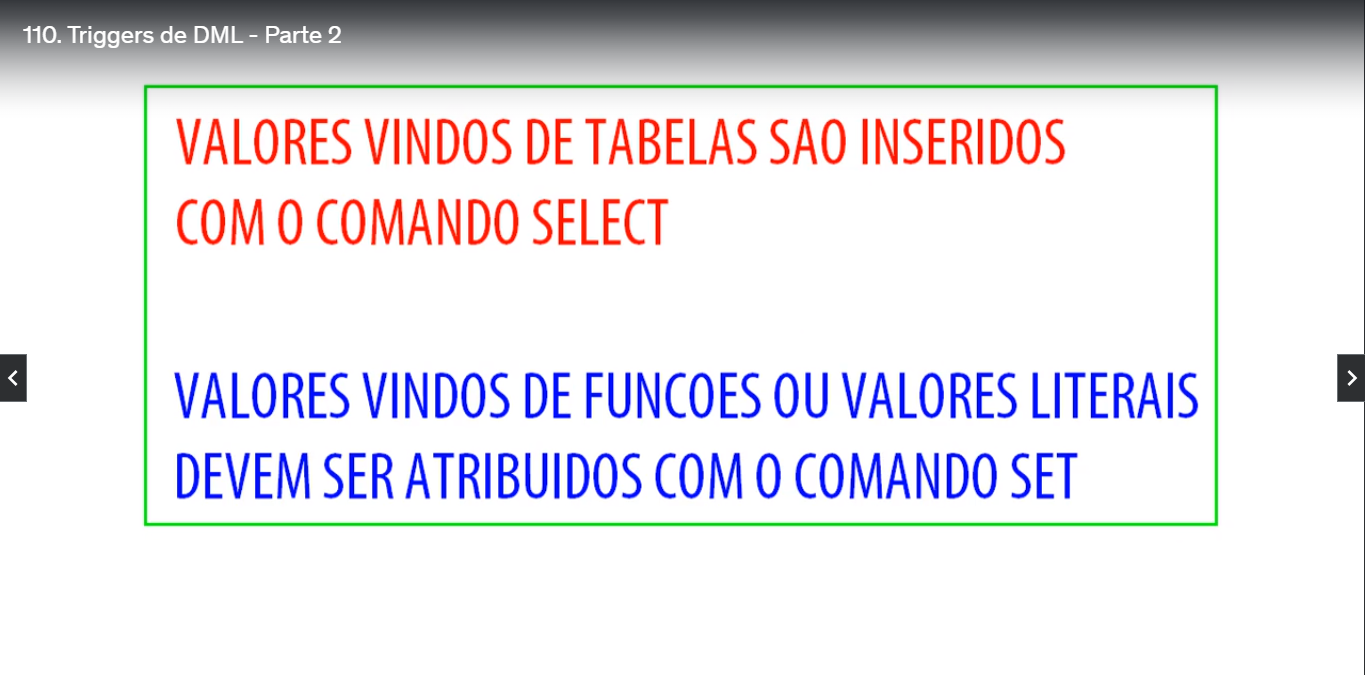 110. Triggers de DML - Parte 2
VALORES VINDOS DE TABELAS SAO INSERIDOS
COM O COMANDO SELECT
VALORES VINDOS DE FUNCOES OU VALORES LITERAIS
DEVEM SER ATRIBUIDOS COM O COMANDO SET